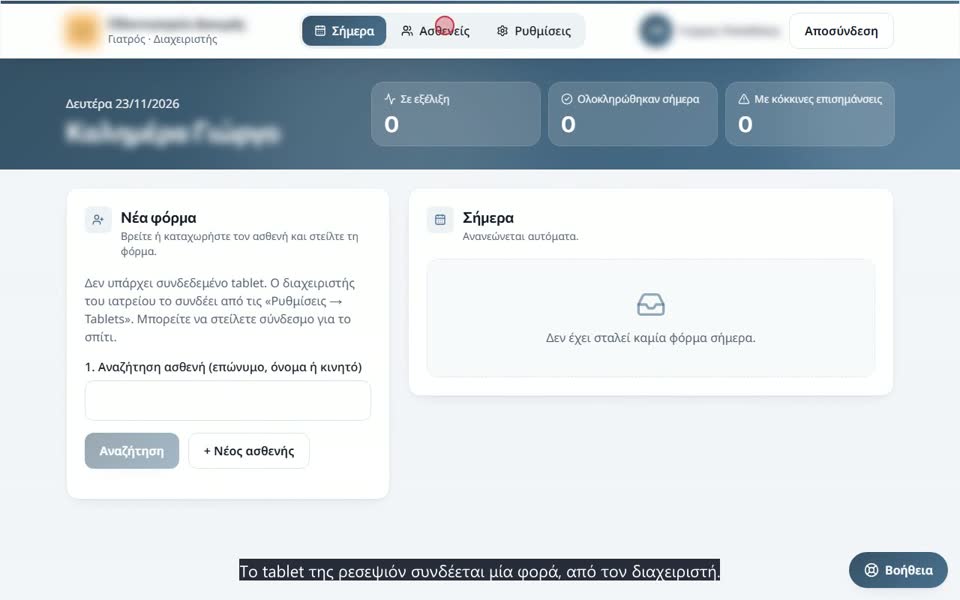 Γιατρός · Διαχειριστής
Σήμερα
Ασθενείς
Ρυθμίσεις
Αποσύνδεση
Δευτέρα 23/11/2026
Σε εξέλιξη
0
Ολοκληρώθηκαν σήμερα
0
Με κόκκινες επισημάνσεις
0
Νέα φόρμα
Βρείτε ή καταχωρήστε τον ασθενή και στείλτε τη
φόρμα.
Δεν υπάρχει συνδεδεμένο tablet. Ο διαχειριστής
του ιατρείου το συνδέει από τις «Ρυθμίσεις →
Tablets». Μπορείτε να στείλετε σύνδεσμο για το
σπίτι.
1. Αναζήτηση ασθενή (επώνυμο, όνομα ή κινητό)
Αναζήτηση
+ Νέος ασθενής
Σήμερα
Ανανεώνεται αυτόματα.
Δεν έχει σταλεί καμία φόρμα σήμερα.
Το tablet της ρεσεψιόν συνδέεται μία φορά, από τον διαχειριστή.
Βοήθεια